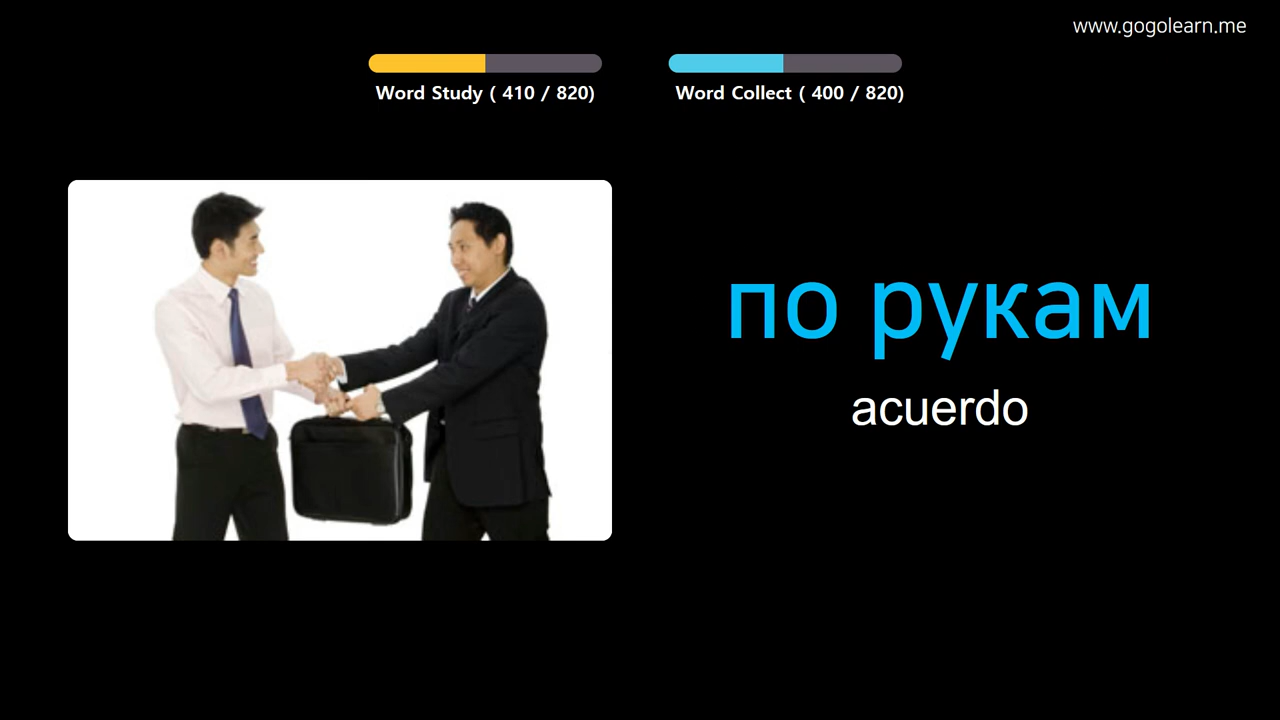 www.gogolearn.me
Word Study ( 410 / 820)
Word Collect ( 400 / 820)
по рукам
acuerdo